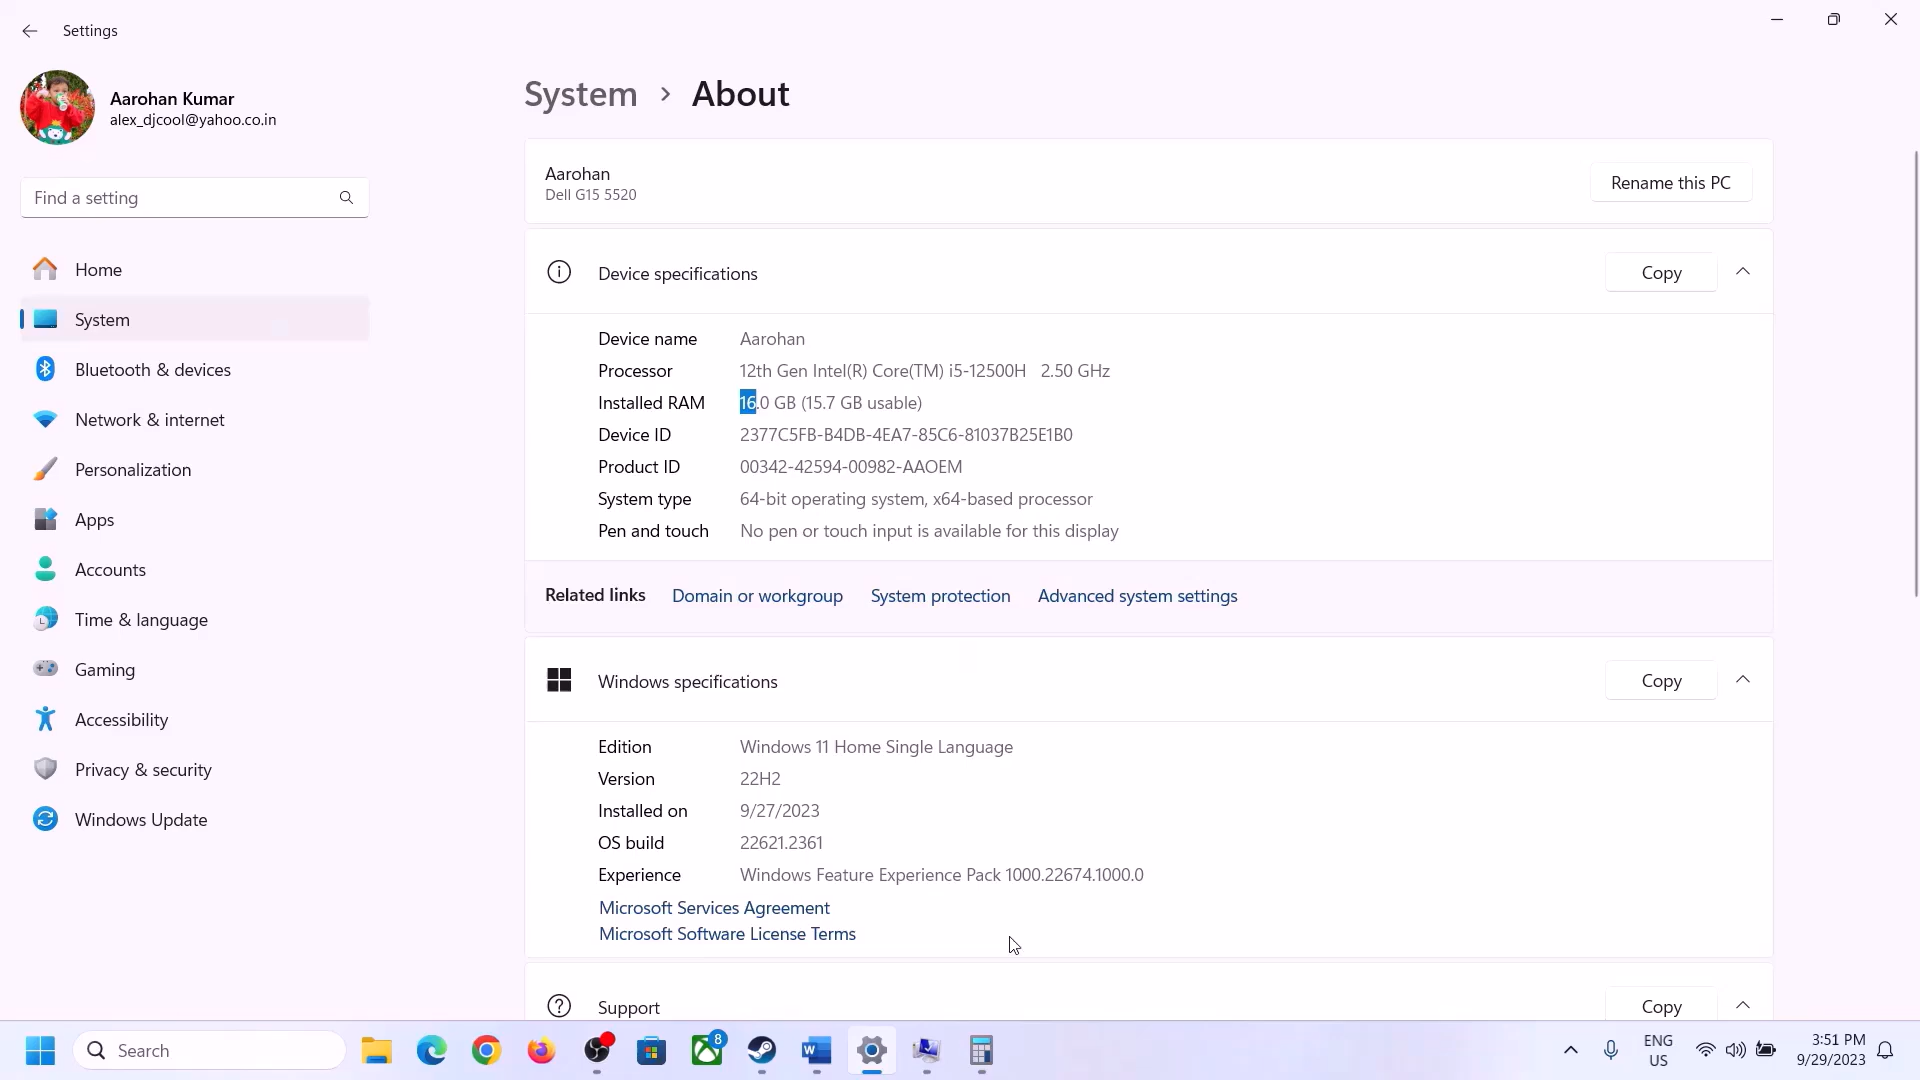 Settings
Aarohan Kumar
alex_djcool@yahoo.co.in
Find a setting
Home
System
Bluetooth & devices
Network & internet
Personalization
Apps
Accounts
Time & language
Gaming
Accessibility
Privacy & security
Windows Update
System > About
Aarohan
Dell G15 5520
Rename this PC
Device specifications
Copy
Device name Aarohan
Processor 12th Gen Intel(R) Core(TM) i5-12500H 2.50 GHz
Installed RAM 16.0 GB (15.7 GB usable)
Device ID 2377C5FB-B4DB-4EA7-85C6-81037B25E1B0
Product ID 00342-42594-00982-AAOEM
System type 64-bit operating system, x64-based processor
Pen and touch No pen or touch input is available for this display
Related links Domain or workgroup System protection Advanced system settings
Windows specifications
Copy
Edition Windows 11 Home Single Language
Version 22H2
Installed on 9/27/2023
OS build 22621.2361
Experience Windows Feature Experience Pack 1000.22674.1000.0
Microsoft Services Agreement
Microsoft Software License Terms
Support
Copy
Search
8
W
ENG
US
3:51 PM
9/29/2023